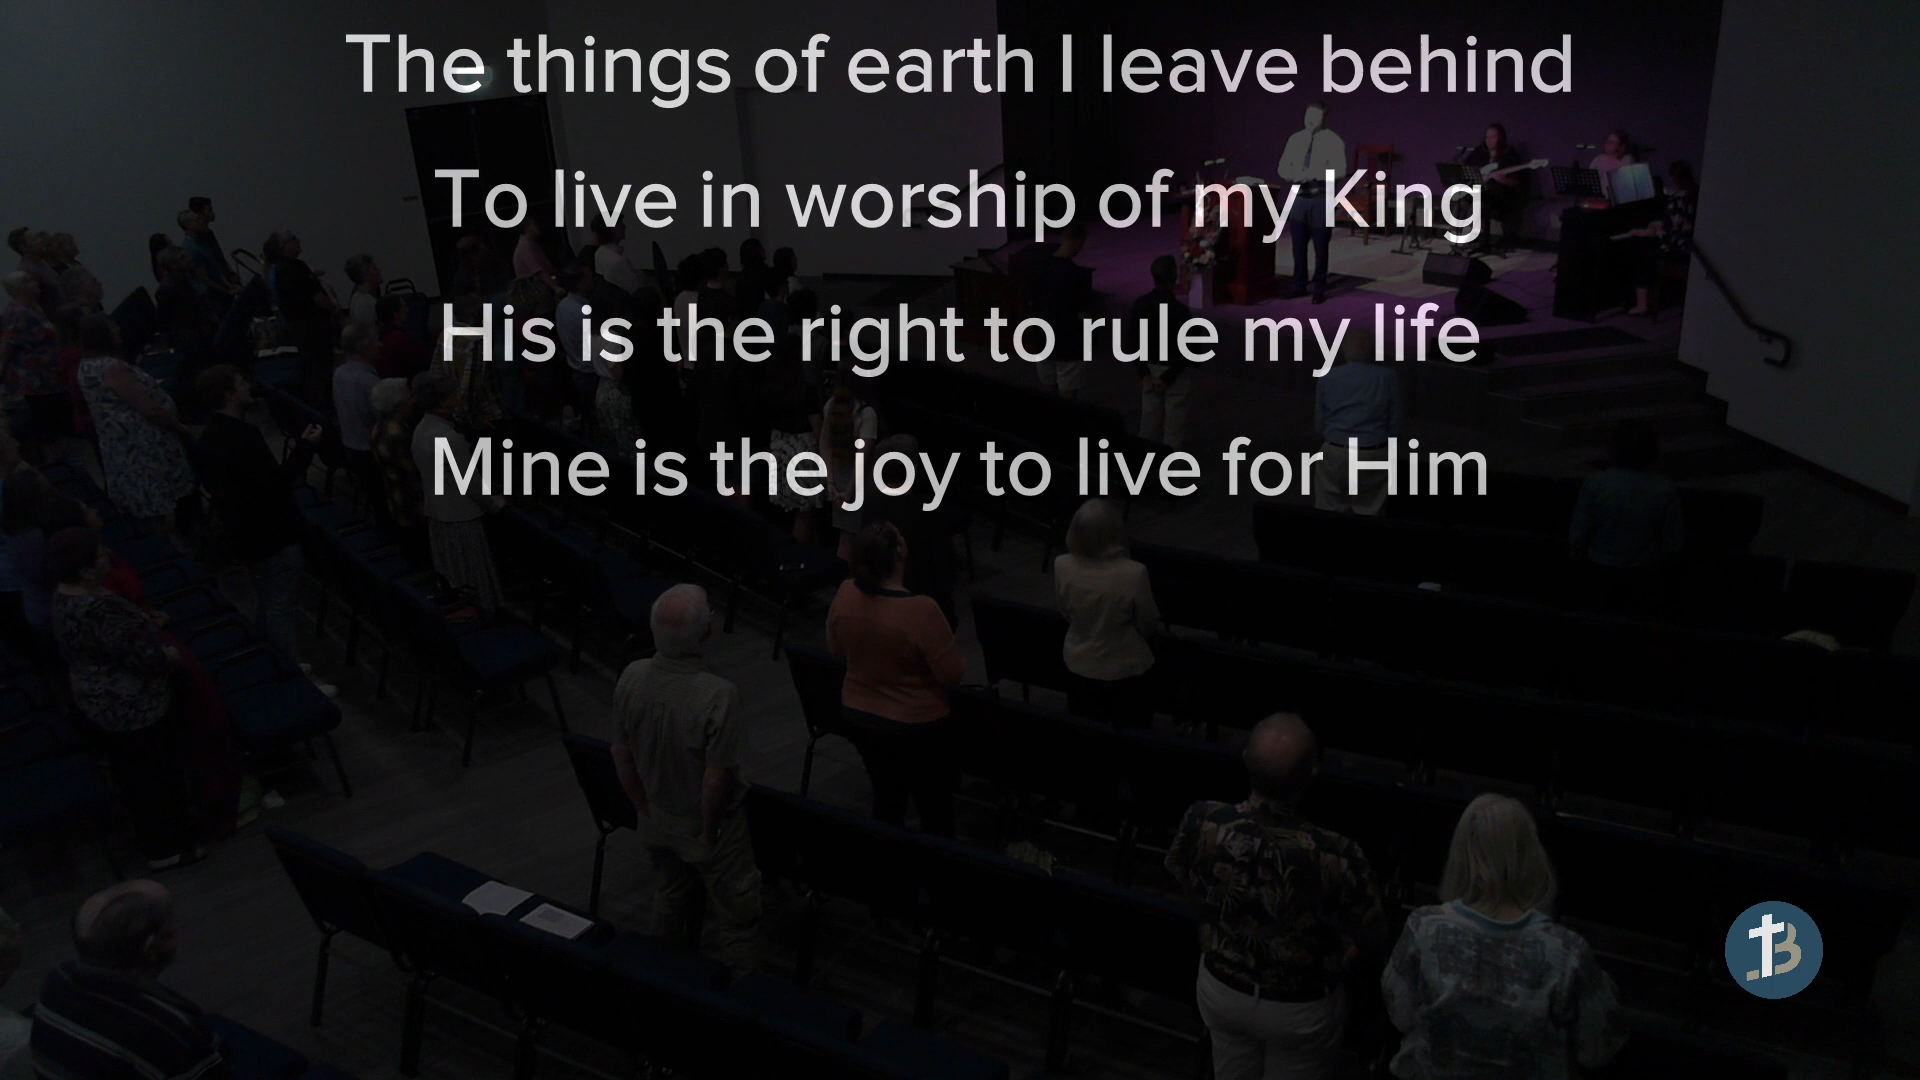 The things of earth I leave behind
To live in worship of my King
His is the right to rule my life
Mine is the joy to live for Him